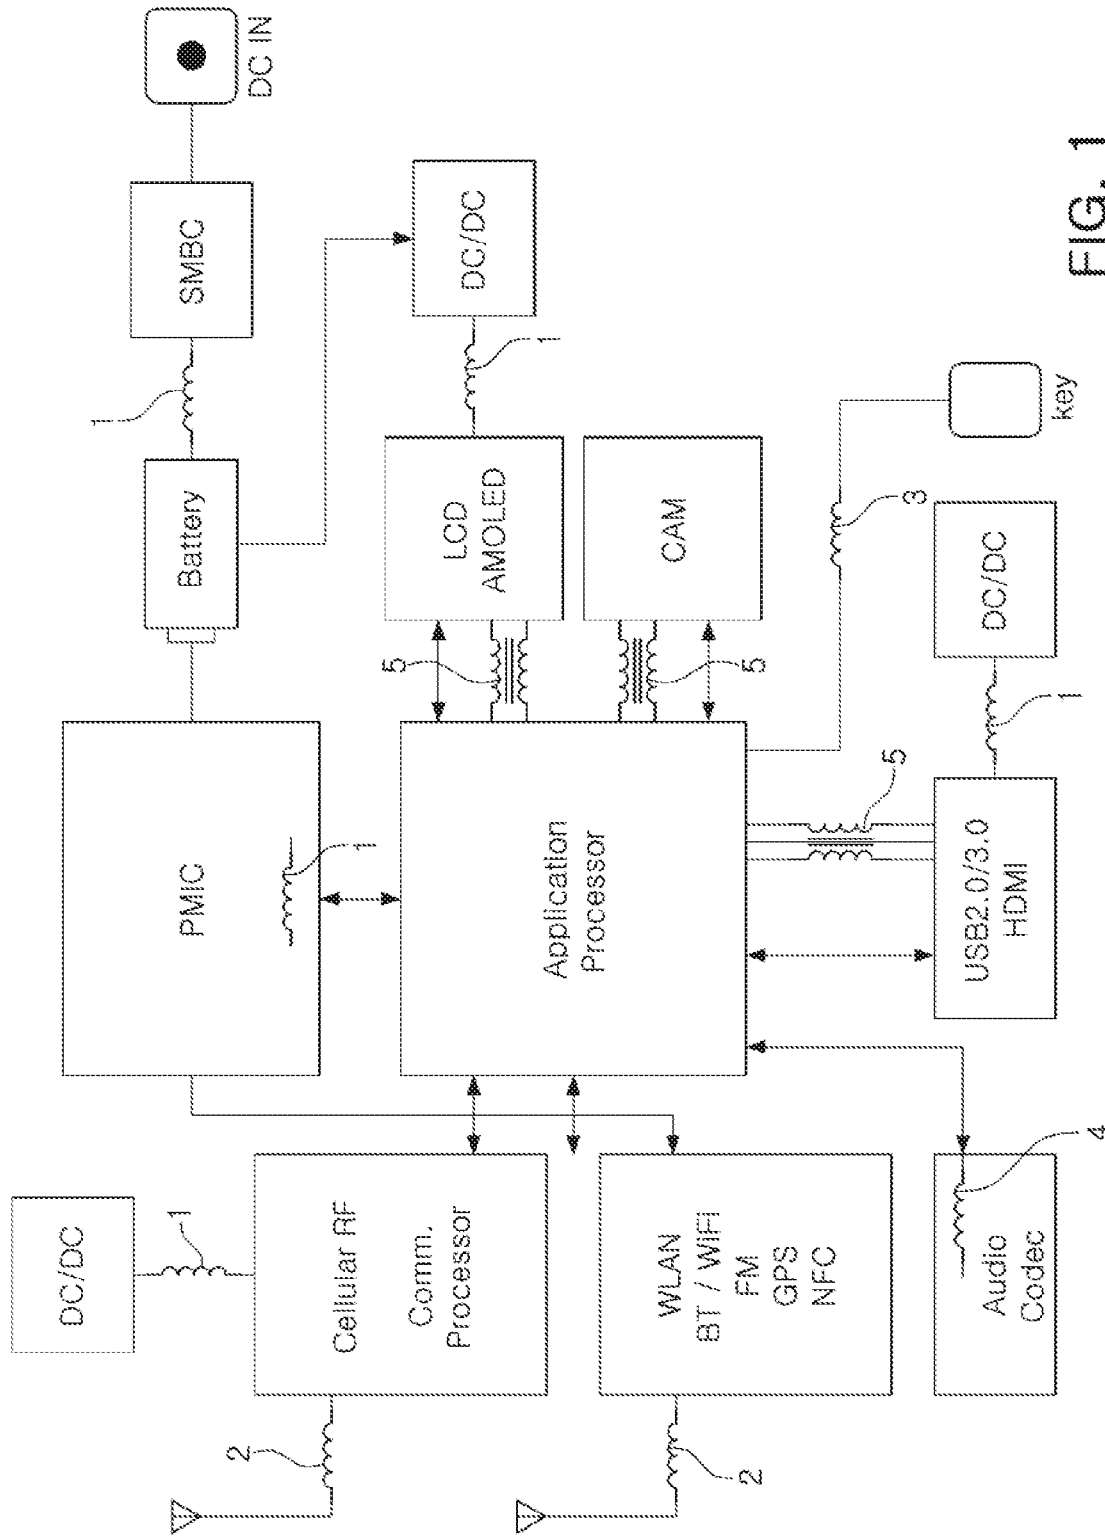 DC/DC
1
PMIC
1
Battery
1
SMBC
DC IN
2
Cellular RF
Comm.
Processor
Application
Processor
5
LCD
AMOLED
1
DC/DC
2
WLAN
BT / WiFi
FM
GPS
NFC
5
CAM
Audio
Codec
4
USB2.0/3.0
HDMI
5
1
DC/DC
3
key
FIG. 1